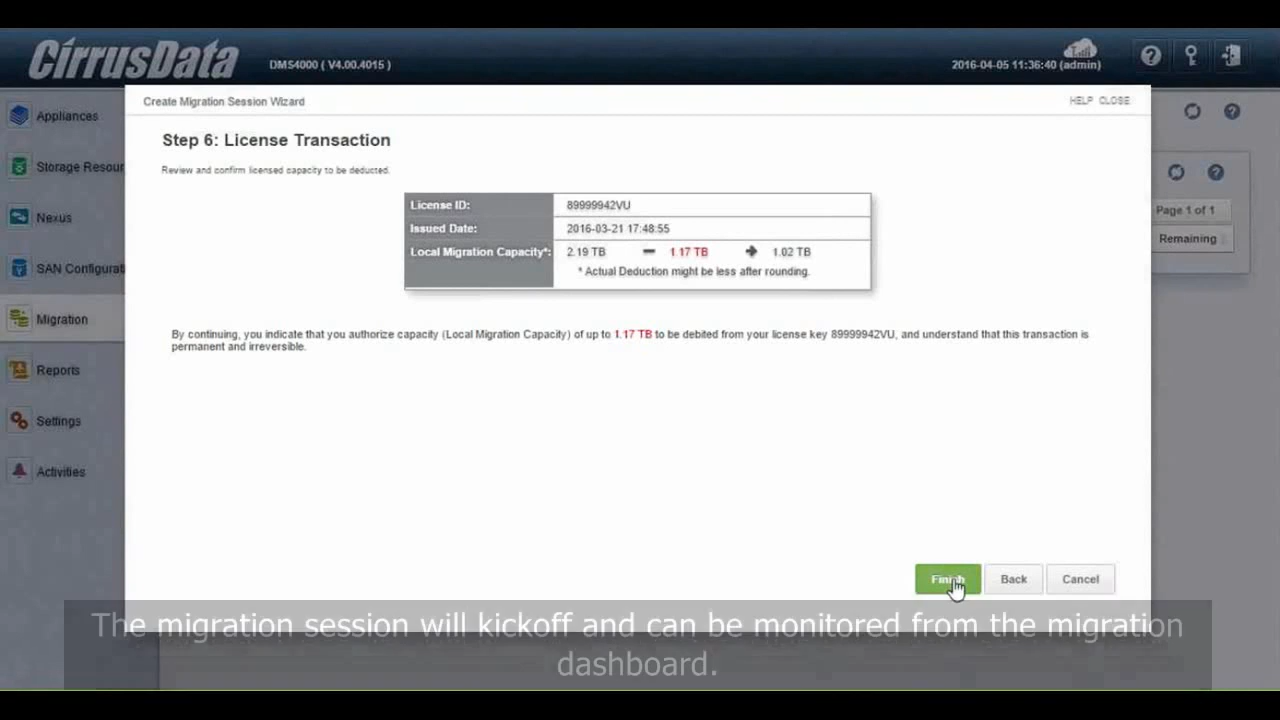 CirrusData
DMS4000 ( V4.00.4015 )
2016-04-05 11:36:40 (admin)
Create Migration Session Wizard
HELP CLOSE
Appliances
Storage Resour
Nexus
SAN Configurat
Migration
Reports
Settings
Activities
Step 6: License Transaction
Review and confirm licensed capacity to be deducted.
License ID: 89999942VU
Issued Date: 2016-03-21 17:48:55
Local Migration Capacity*: 2.19 TB 1.17 TB 1.02 TB
* Actual Deduction might be less after rounding.
By continuing, you indicate that you authorize capacity (Local Migration Capacity) of up to 1.17 TB to be debited from your license key 89999942VU, and understand that this transaction is
permanent and irreversible.
Page 1 of 1
Remaining
Finish Back Cancel
The migration session will kickoff and can be monitored from the migration
dashboard.